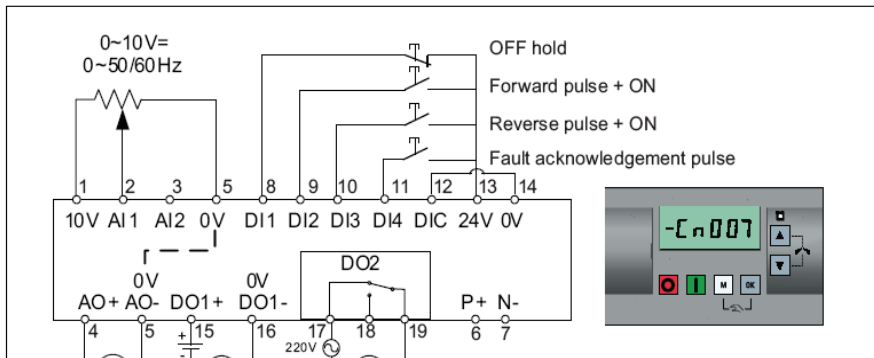 0~10V=
0~50/60Hz
OFF hold
Forward pulse + ON
Reverse pulse + ON
Fault acknowledgement pulse
1 2 3 5 8 9 10 11 12 13 14
10V AI1 AI2 0V DI1 DI2 DI3 DI4 DIC 24V 0V
-Cn007
M OK
0V 0V DO2
AO+ AO- DO1+ DO1- P+ N-
4 5 15 16 17 18 19 6 7
220V
+
-